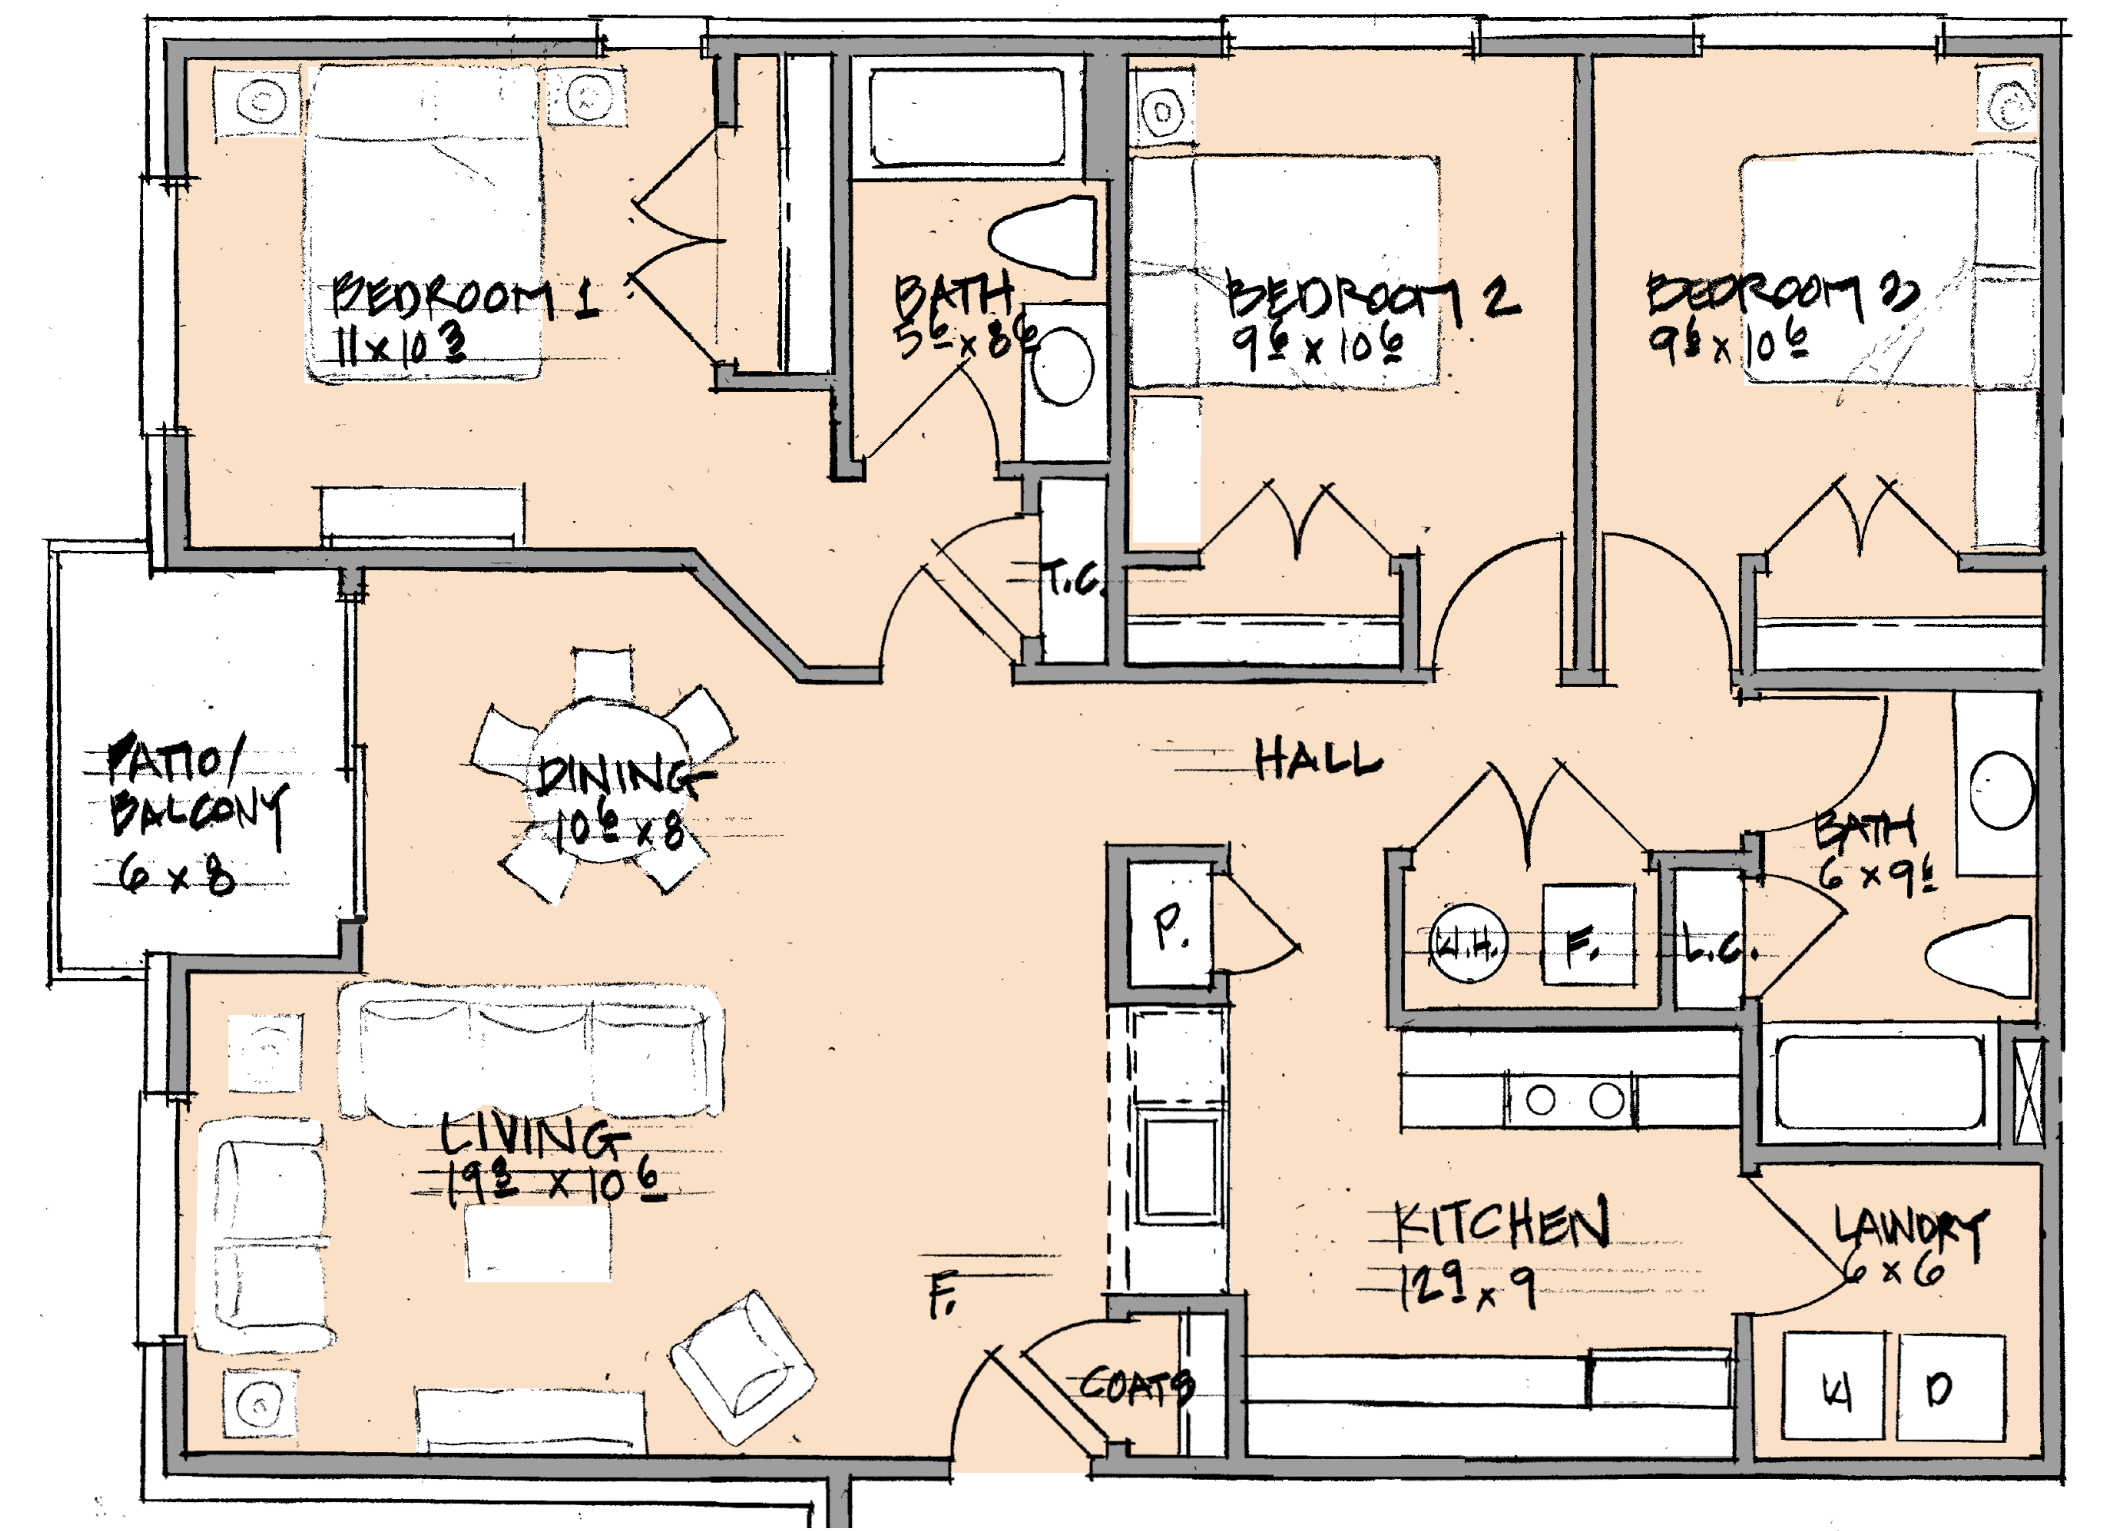 BEDROOM 1
11 x 10 3
BATH
5 6 x 8 6
BEDROOM 2
9 6 x 10 6
BEDROOM 3
9 6 x 10 6
T.C.
PATIO/
BALCONY
6 x 8
DINING
10 6 x 8
HALL
BATH
6 x 9 6
P.
W.H.
F.
L.C.
LIVING
19 3 x 10 6
KITCHEN
12 9 x 9
LAUNDRY
6 x 6
F.
COATS
W
D